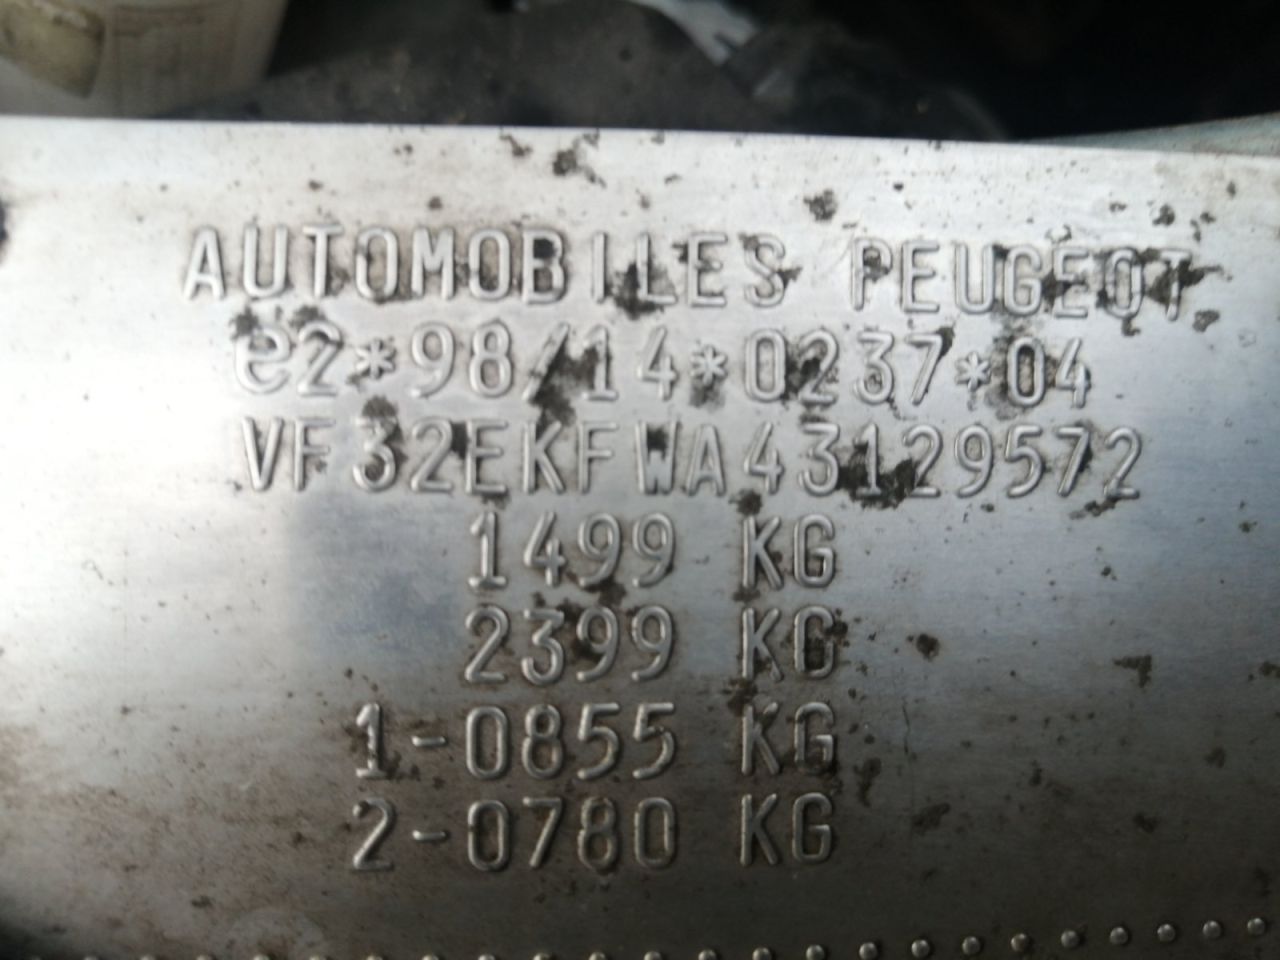 AUTOMOBILES PEUGEOT
e2*98/14*0237*04
VF32EKFWA43129572
1499 KG
2399 KG
1-0855 KG
2-0780 KG